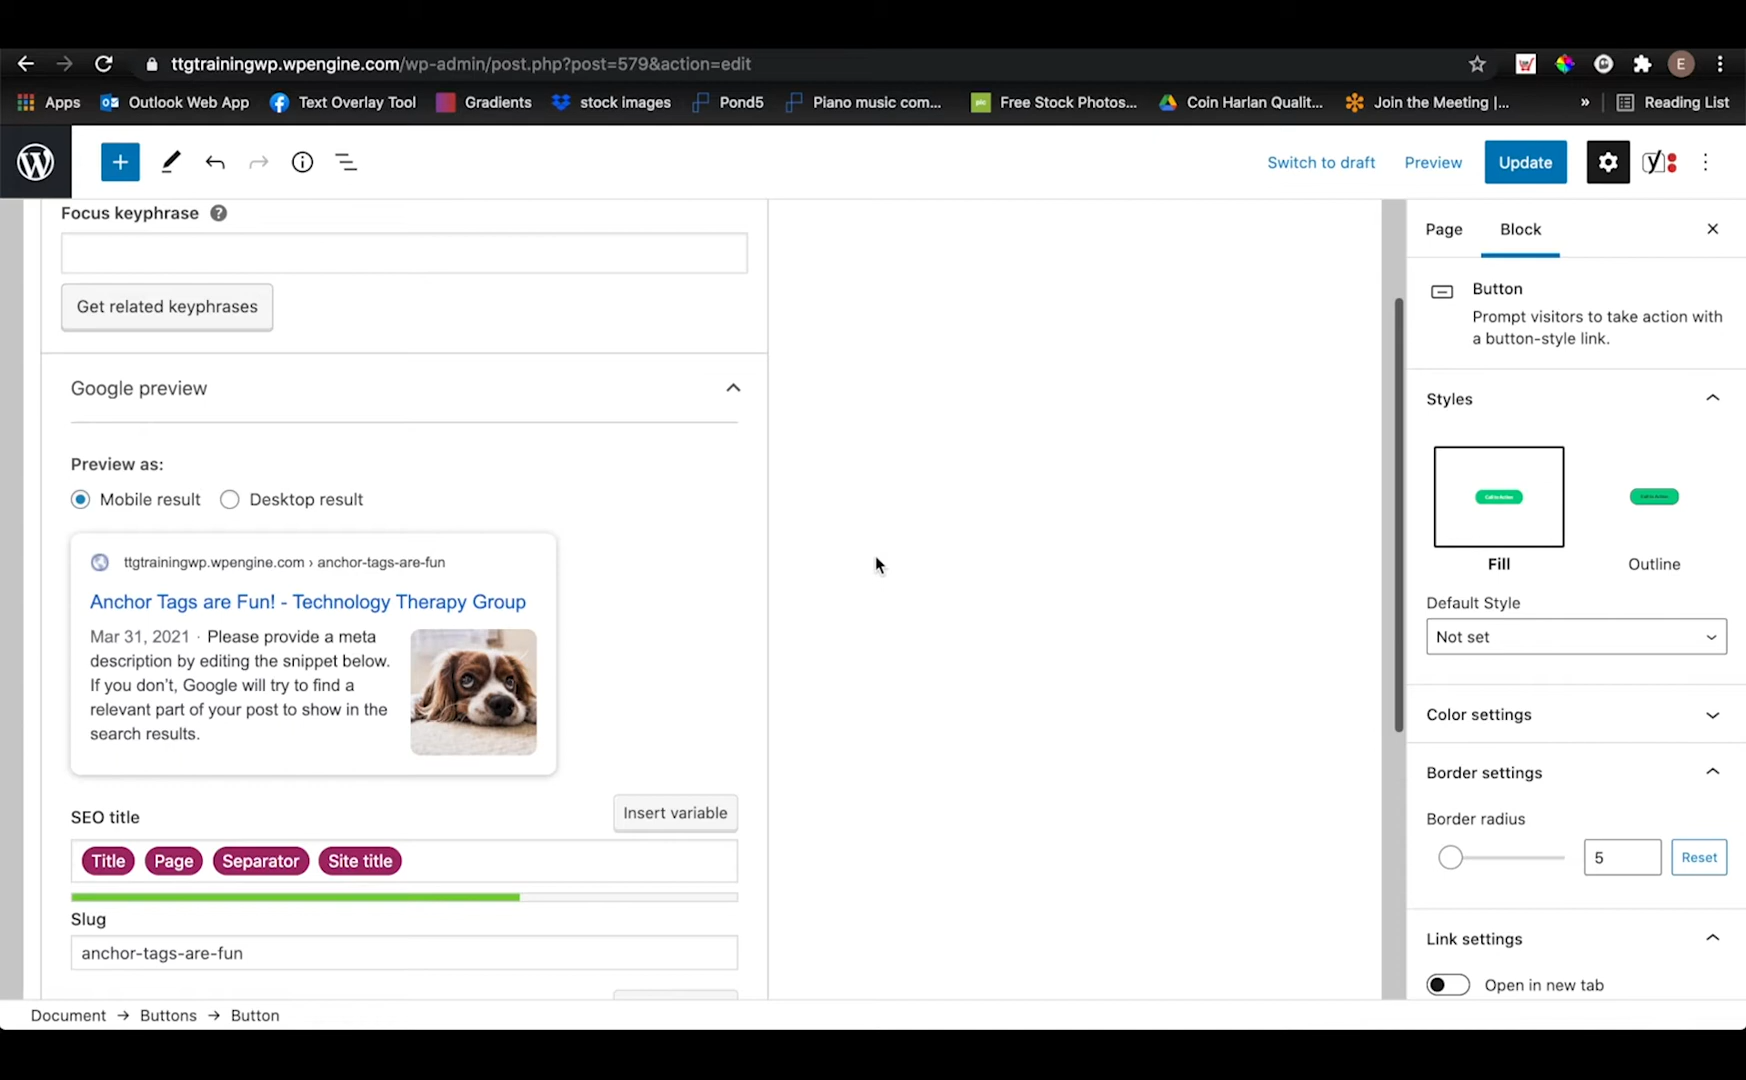 ttgtrainingwp.wpengine.com/wp-admin/post.php?post=579&action=edit
E
Apps Outlook Web App Text Overlay Tool Gradients stock images Pond5 Piano music com... Free Stock Photos... Coin Harlan Qualit... Join the Meeting |... » Reading List
Switch to draft Preview Update
Focus keyphrase ?
Get related keyphrases
Google preview
Preview as:
Mobile result Desktop result
ttgtrainingwp.wpengine.com › anchor-tags-are-fun
Anchor Tags are Fun! - Technology Therapy Group
Mar 31, 2021 · Please provide a meta
description by editing the snippet below.
If you don't, Google will try to find a
relevant part of your post to show in the
search results.
SEO title
Insert variable
Title Page Separator Site title
Slug
anchor-tags-are-fun
Document → Buttons → Button
Page Block
Button
Prompt visitors to take action with
a button-style link.
Styles
Call to Action
Fill
Outline
Default Style
Not set
Color settings
Border settings
Border radius
5
Reset
Link settings
Open in new tab